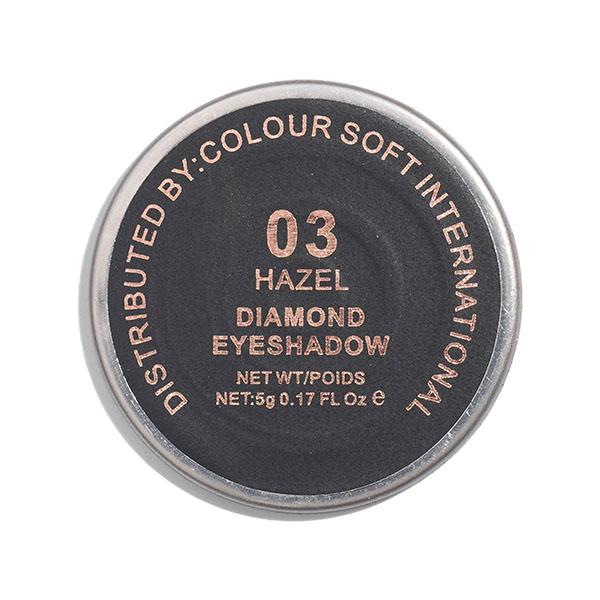 DISTRIBUTED BY:COLOUR SOFT INTERNATIONAL
03
HAZEL
DIAMOND
EYESHADOW
NET WT/POIDS
NET:5g 0.17 FL Oz e